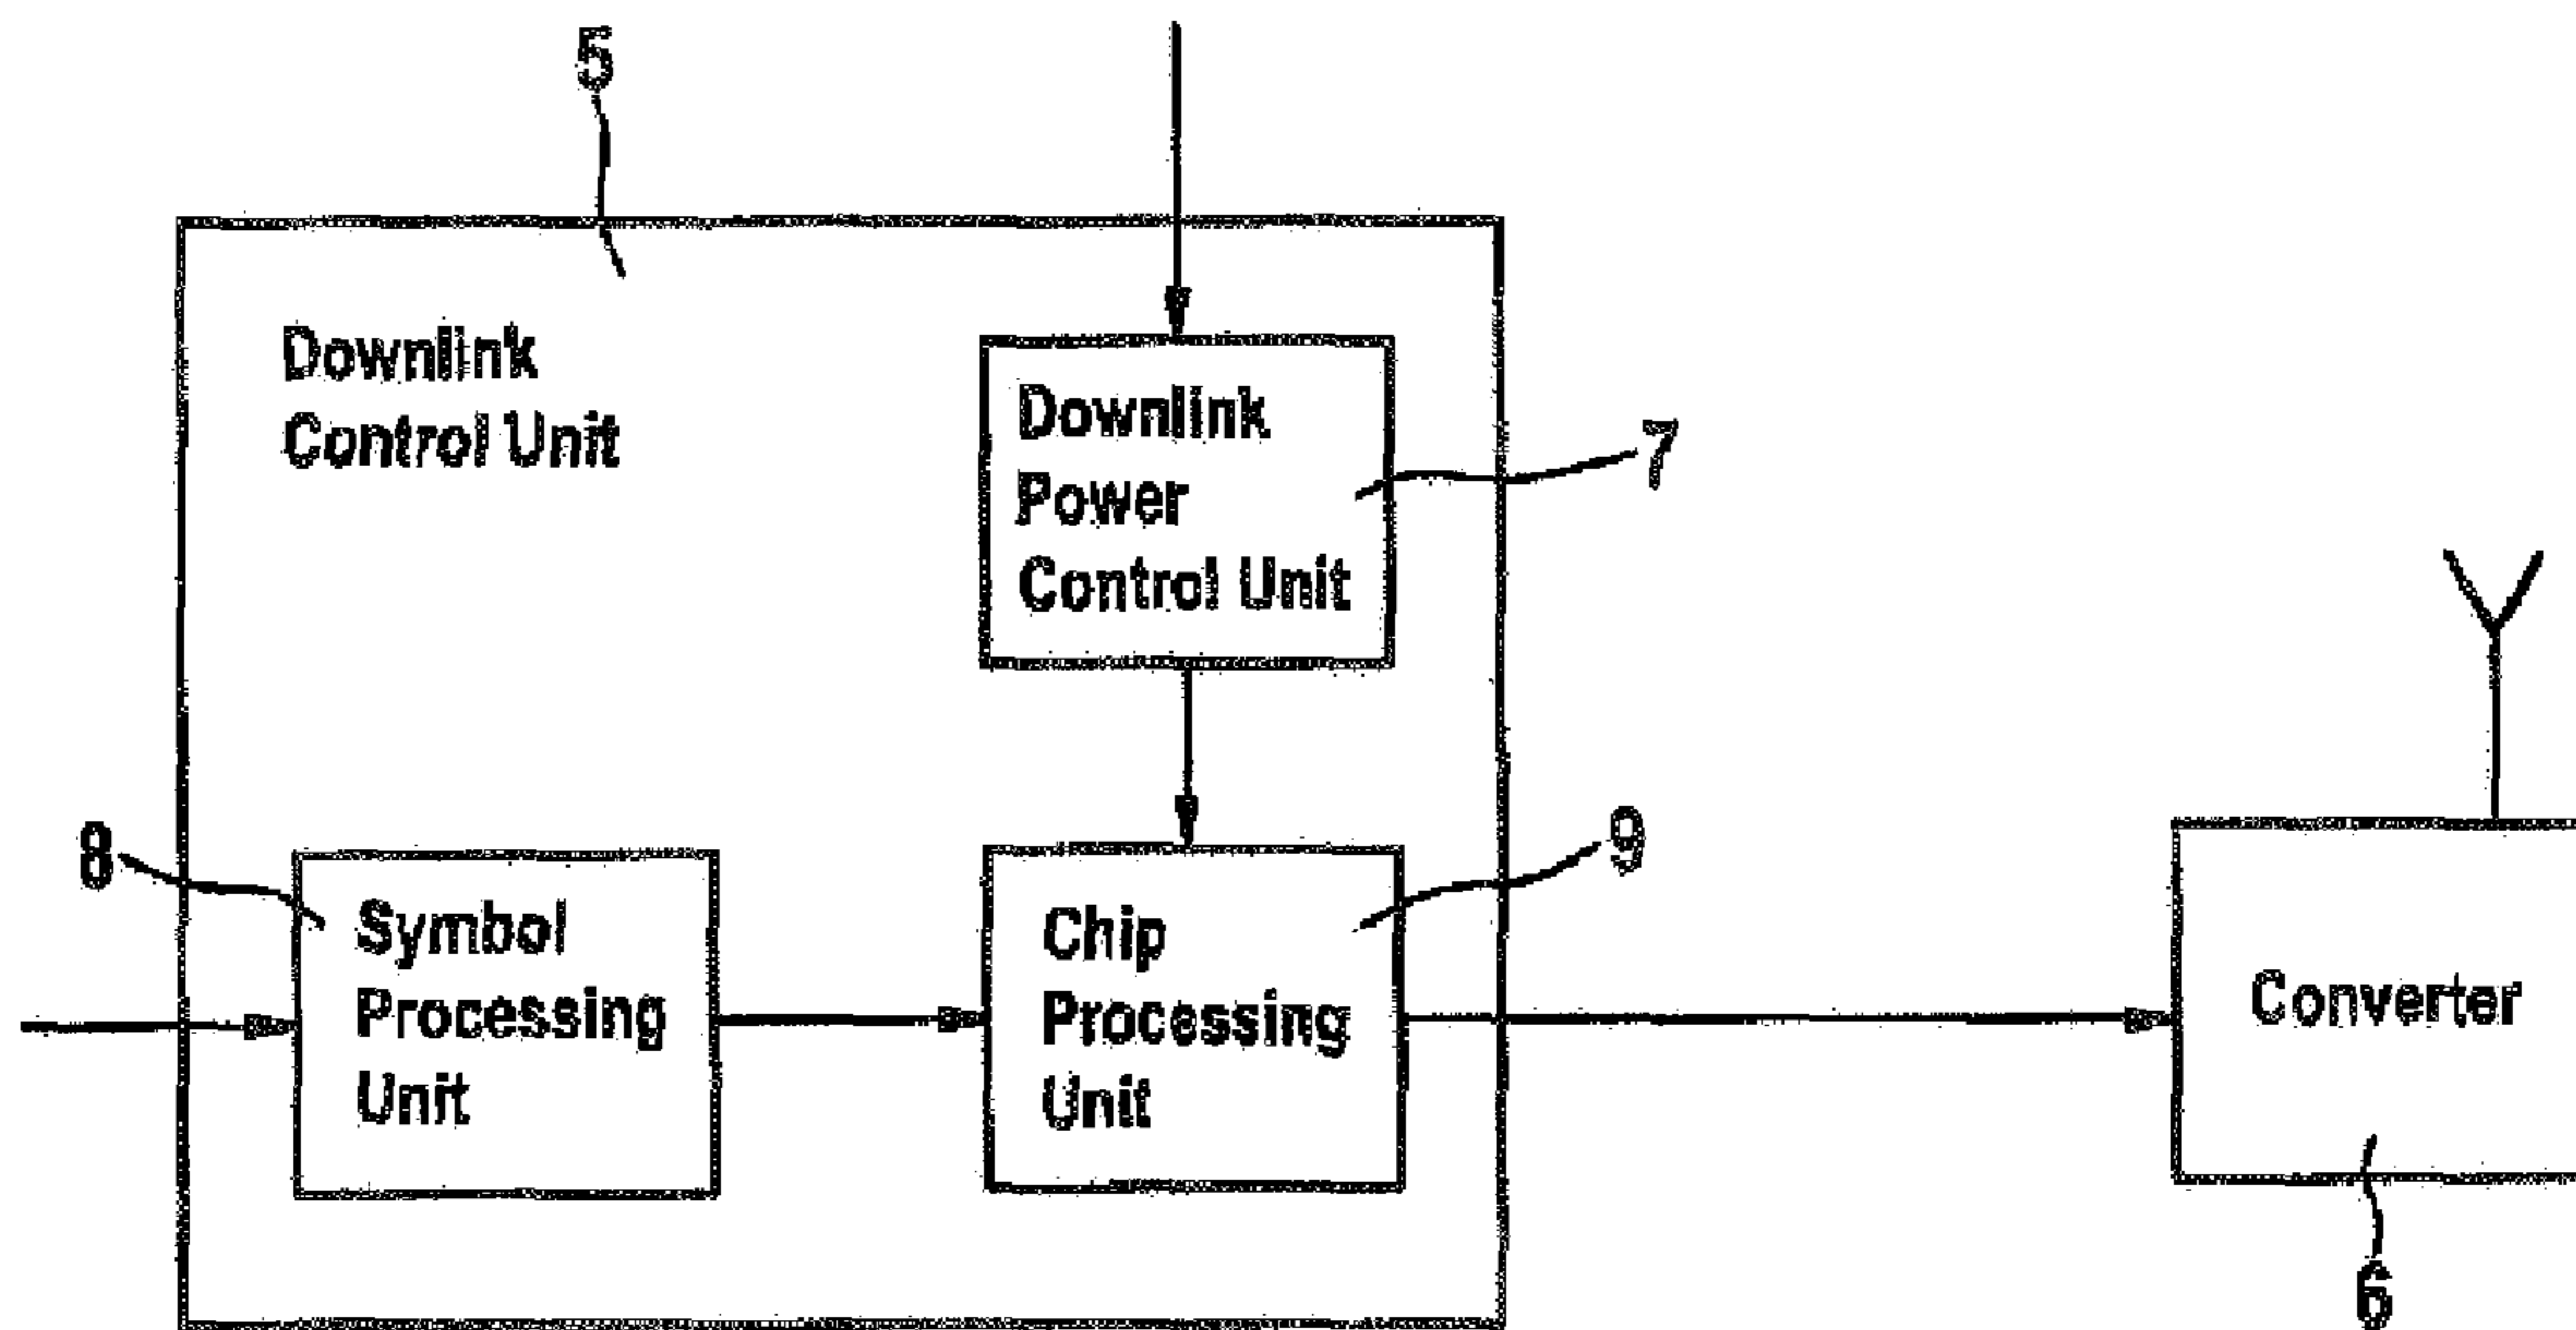 5
Downlink
Control Unit
Downlink
Power
Control Unit
7
8
Symbol
Processing
Unit
Chip
Processing
Unit
9
Converter
6